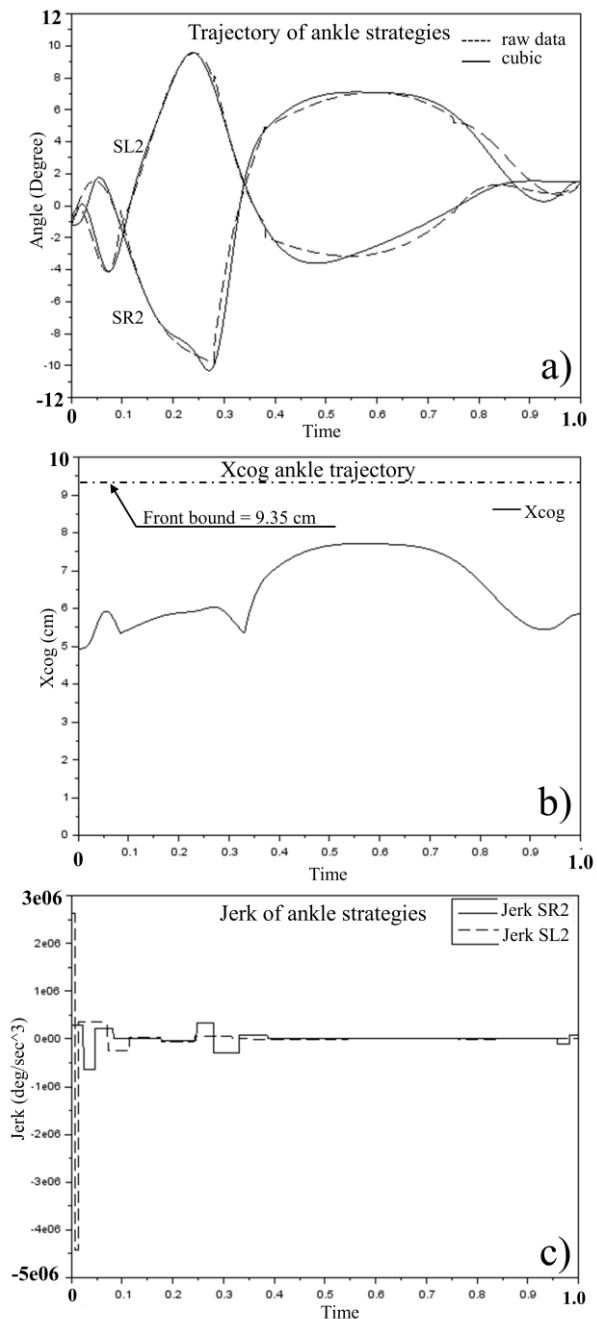 12
Trajectory of ankle strategies
raw data
cubic
10
8
6
4
2
0
-2
-4
-6
-8
-10
-12
Angle (Degree)
SL2
SR2
a)
0
0.1
0.2
0.3
0.4
0.5
0.6
0.7
0.8
0.9
1.0
Time
10
Xcog ankle trajectory
Front bound = 9.35 cm
Xcog
9
8
7
6
5
4
3
2
1
0
Xcog (cm)
b)
0
0.1
0.2
0.3
0.4
0.5
0.6
0.7
0.8
0.9
1.0
Time
3e06
Jerk of ankle strategies
Jerk SR2
Jerk SL2
2e06
1e06
0e00
-1e06
-2e06
-3e06
-4e06
-5e06
Jerk (deg/sec^3)
c)
0
0.1
0.2
0.3
0.4
0.5
0.6
0.7
0.8
0.9
1.0
Time